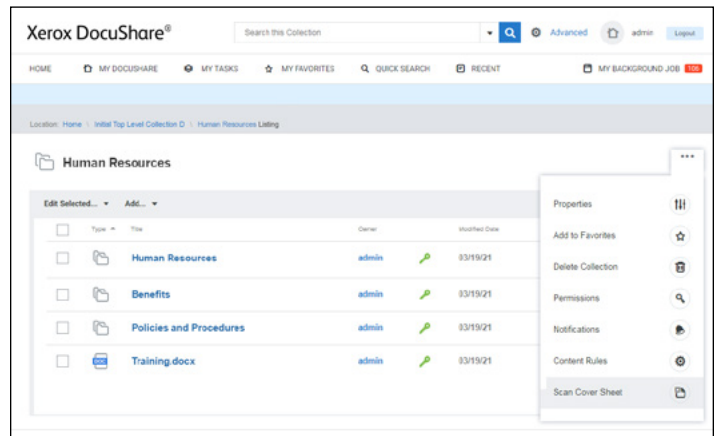 Xerox DocuShare® Search this Collection Advanced admin Logout
HOME MY DOCUSHARE MY TASKS MY FAVORITES QUICK SEARCH RECENT MY BACKGROUND JOB 106
Location: Home Initial Top Level Collection D Human Resources Listing
Human Resources
Edit Selected... Add...
Properties
Type Title Owner Modified Date
Add to Favorites
Human Resources admin 03/19/21
Delete Collection
Benefits admin 03/19/21
Permissions
Policies and Procedures admin 03/19/21
Notifications
DOC Training.docx admin 03/19/21
Content Rules
Scan Cover Sheet